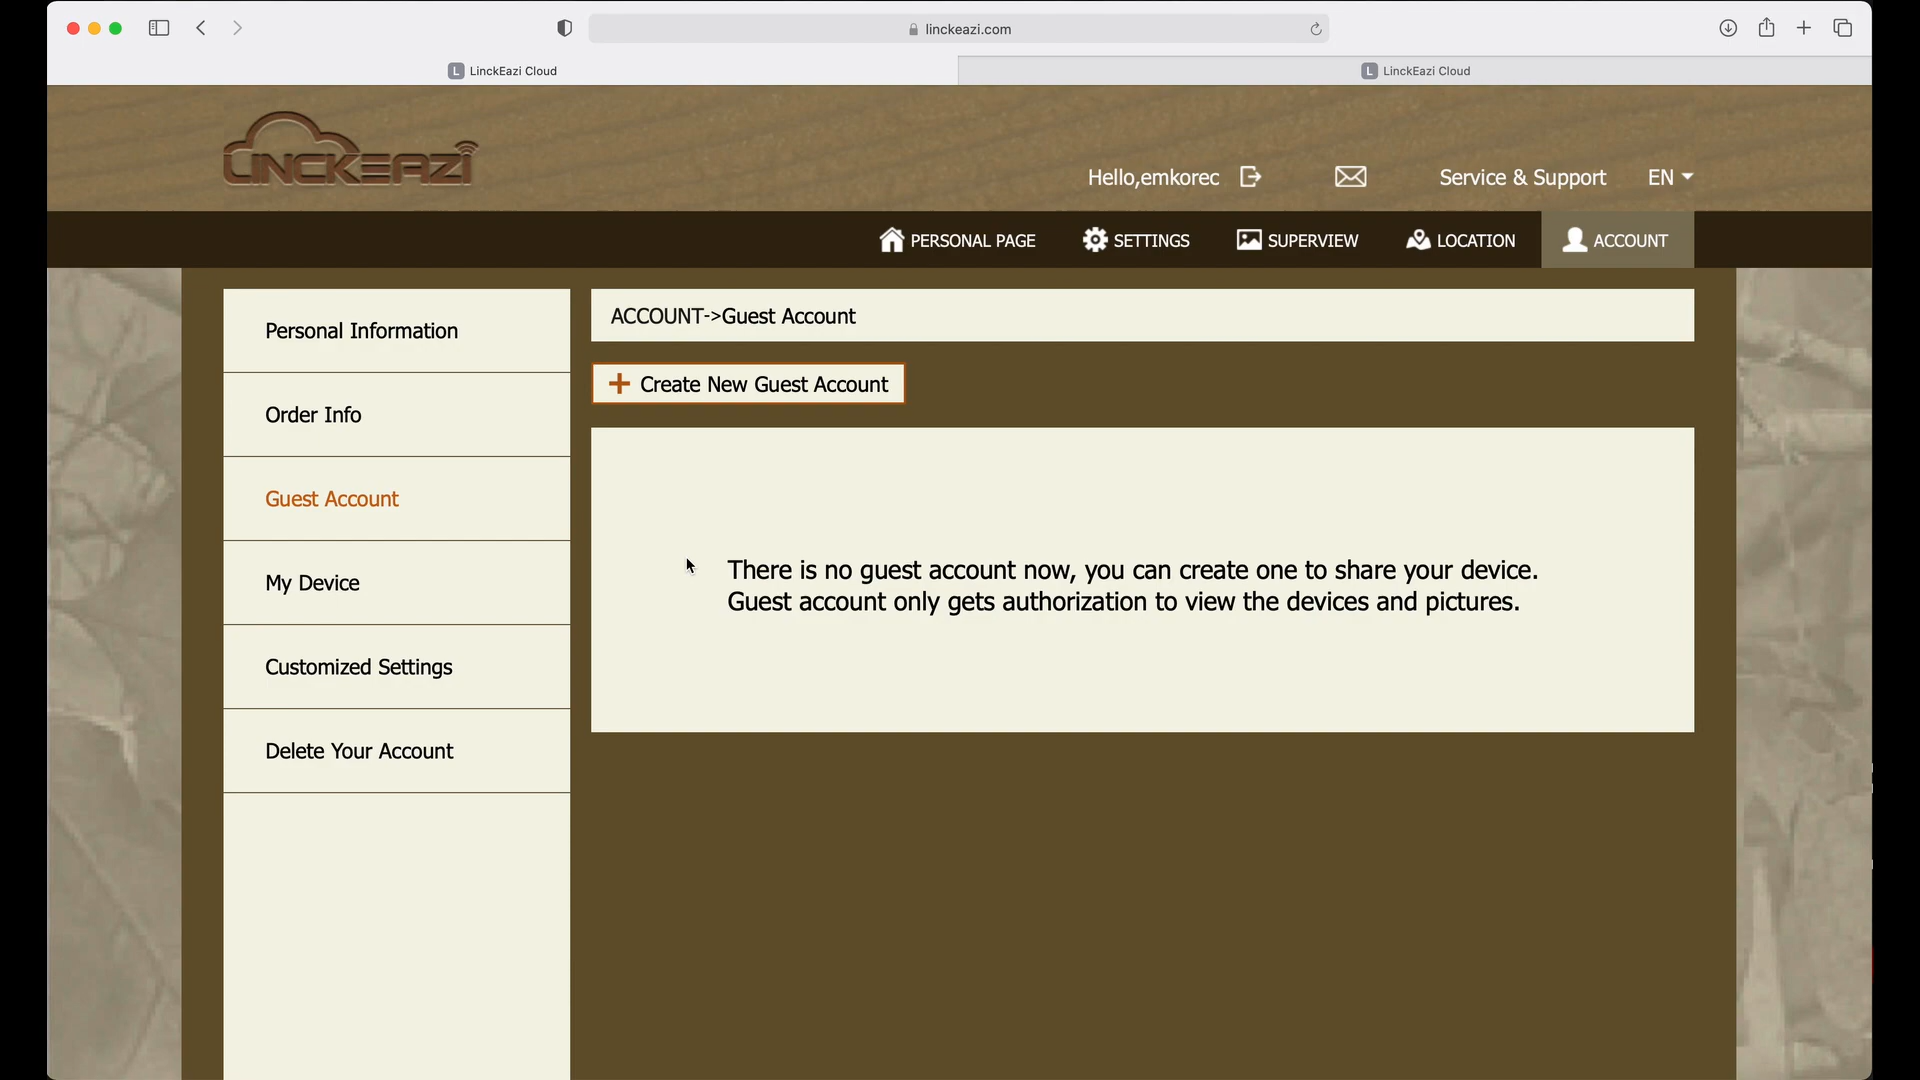 linckeazi.com
L LinckEazi Cloud
L LinckEazi Cloud
LINCKEAZI
Hello,emkorec
Service & Support
EN
PERSONAL PAGE
SETTINGS
SUPERVIEW
LOCATION
ACCOUNT
Personal Information
Order Info
Guest Account
My Device
Customized Settings
Delete Your Account
ACCOUNT->Guest Account
+ Create New Guest Account
There is no guest account now, you can create one to share your device.
Guest account only gets authorization to view the devices and pictures.